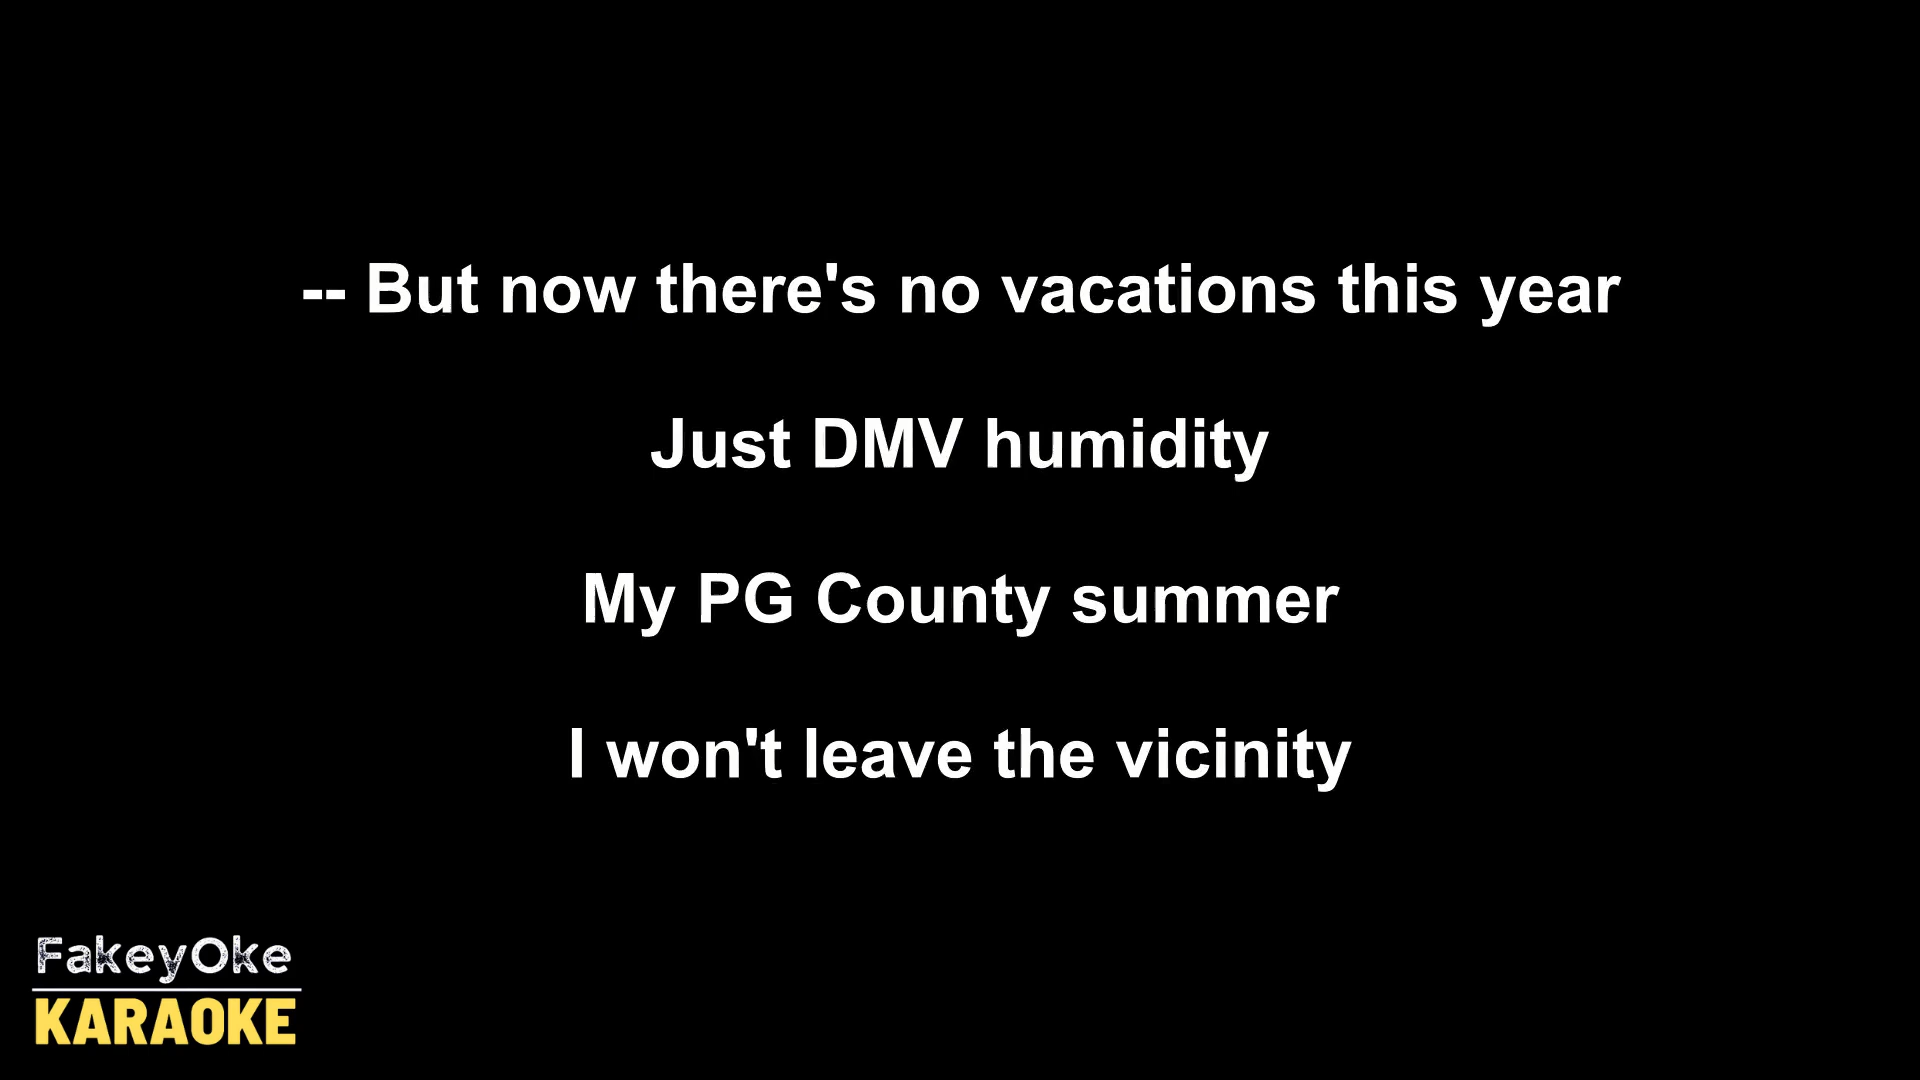 -- But now there's no vacations this year
Just DMV humidity
My PG County summer
I won't leave the vicinity
FakeyOke
KARAOKE